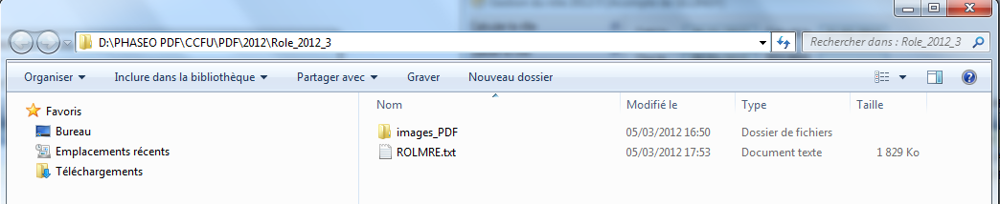 D:\PHASEO PDF\CCFU\PDF\2012\Role_2012_3
Rechercher dans : Role_2012_3
Organiser Inclure dans la bibliothèque Partager avec Graver Nouveau dossier
Favoris
Bureau
Emplacements récents
Téléchargements
Nom Modifié le Type Taille
images_PDF 05/03/2012 16:50 Dossier de fichiers
ROLMRE.txt 05/03/2012 17:53 Document texte 1 829 Ko